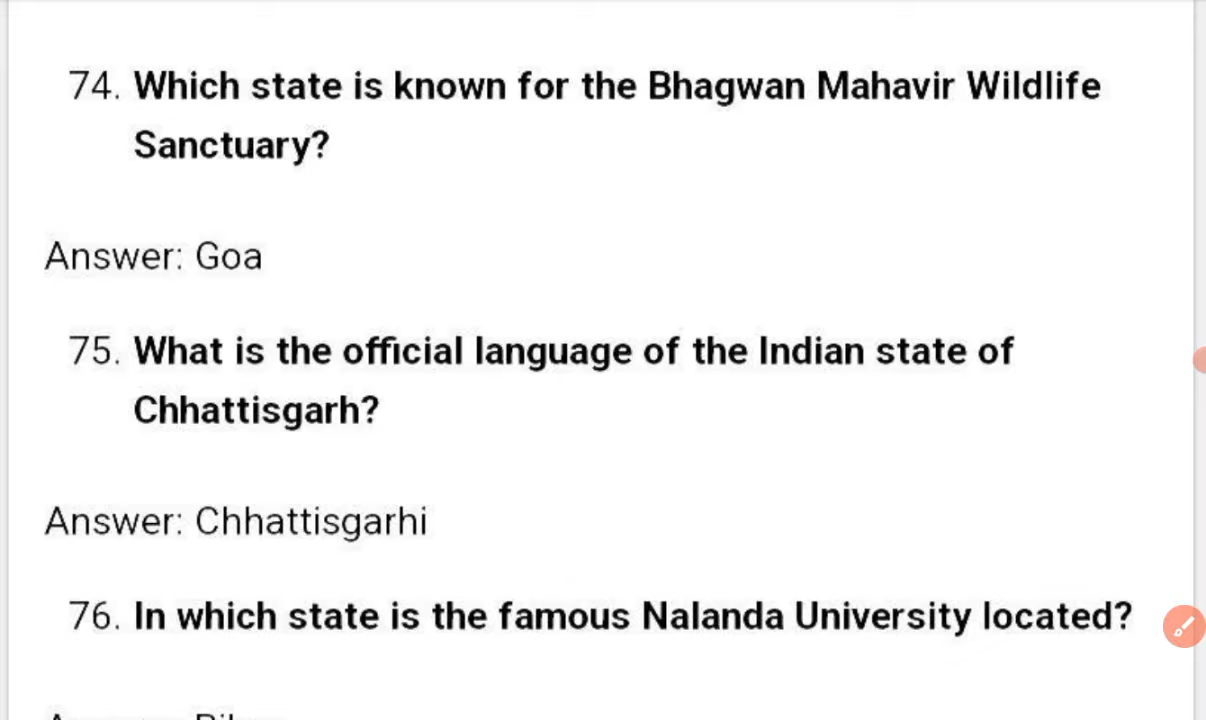 74. Which state is known for the Bhagwan Mahavir Wildlife
Sanctuary?
Answer: Goa
75. What is the official language of the Indian state of
Chhattisgarh?
Answer: Chhattisgarhi
76. In which state is the famous Nalanda University located?